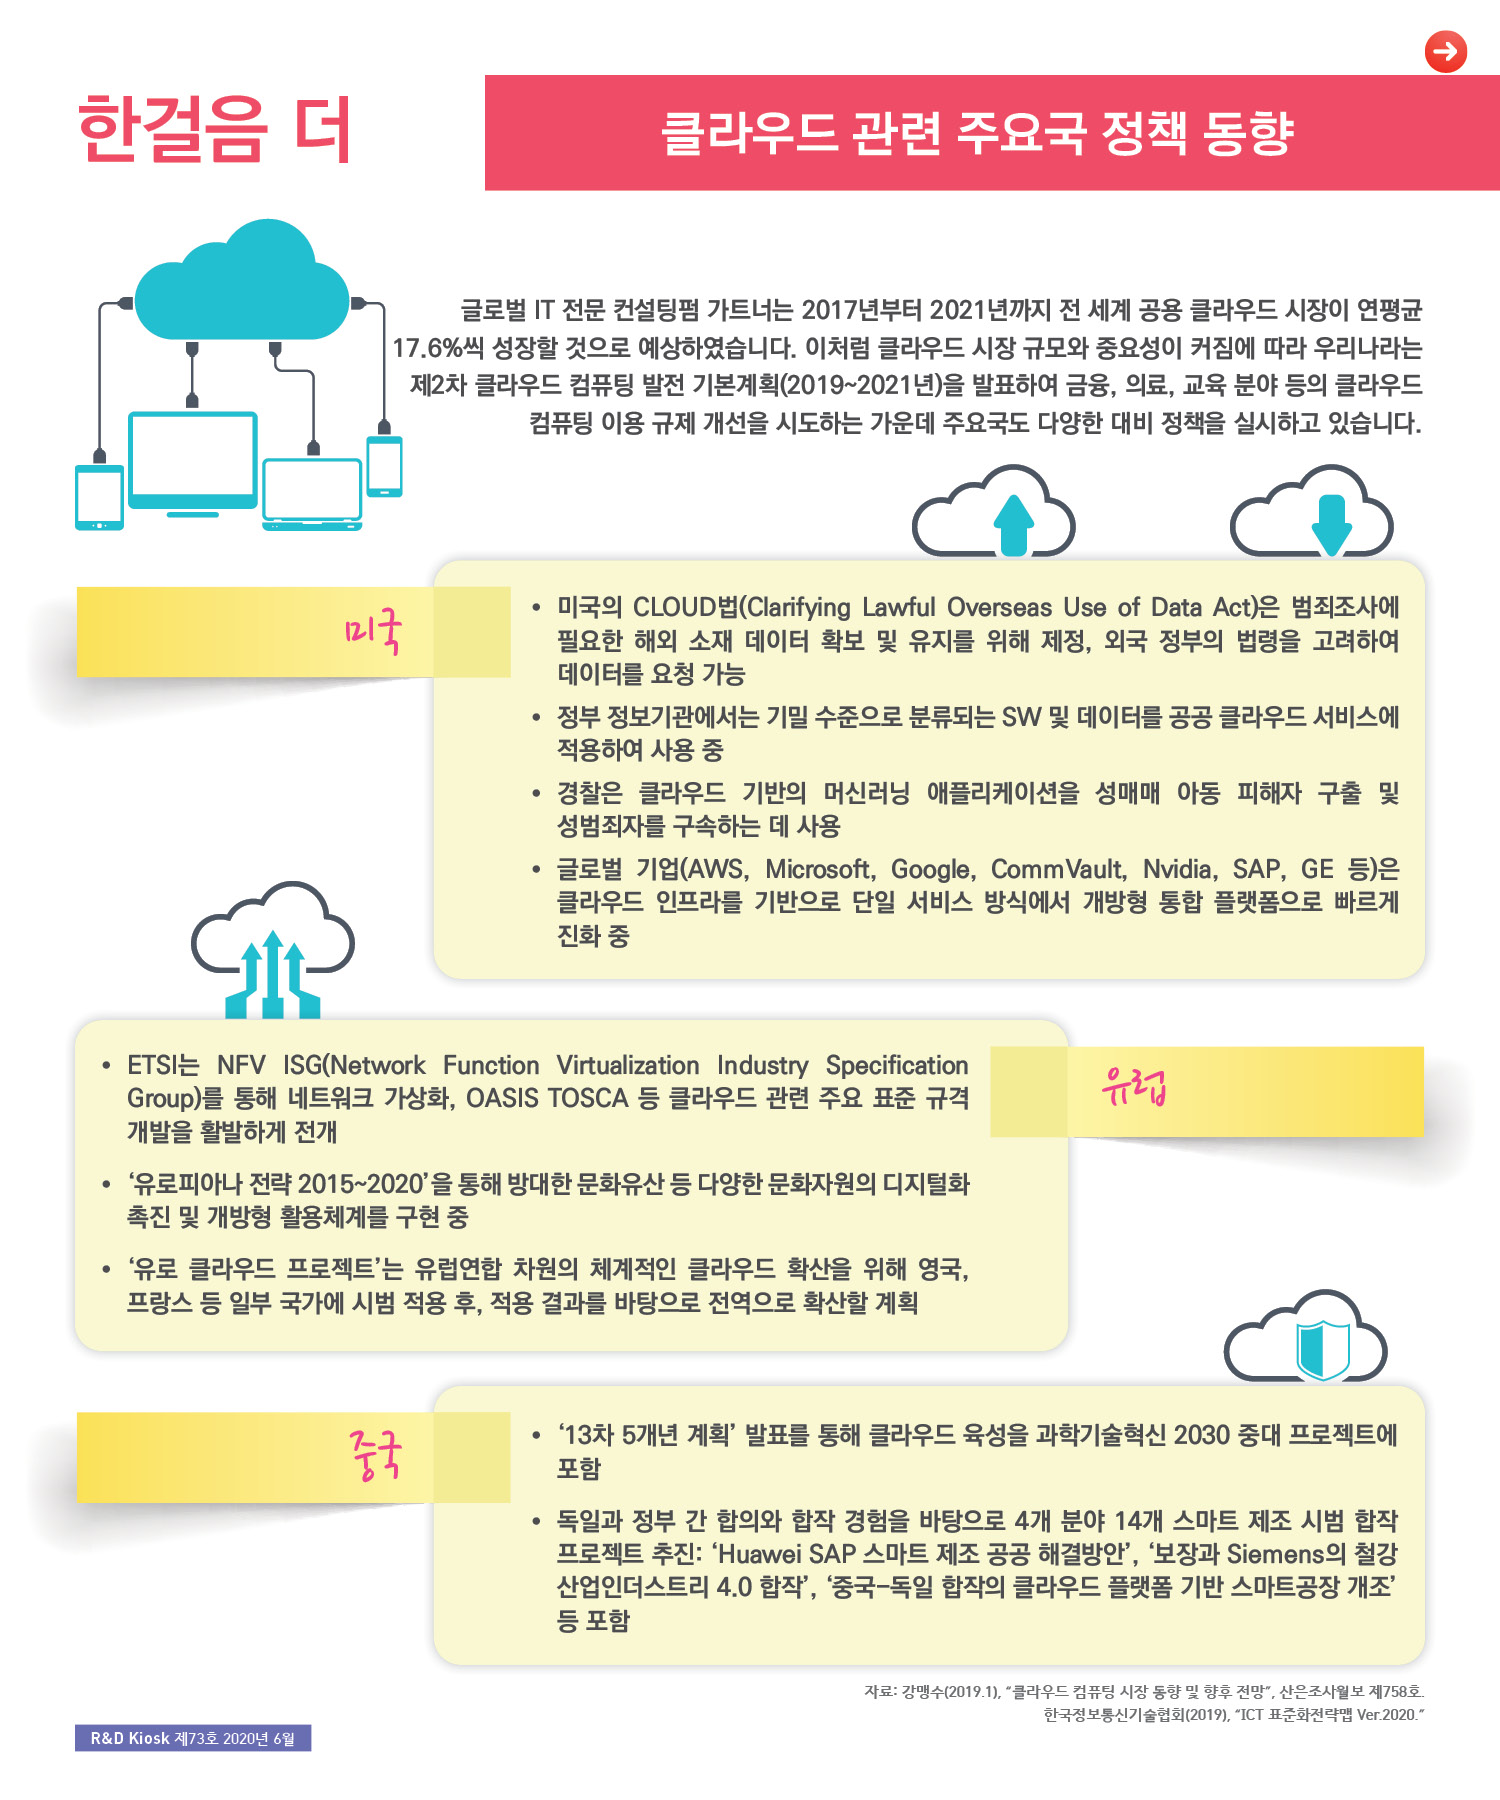 한걸음 더
클라우드 관련 주요국 정책 동향
글로벌 IT 전문 컨설팅펌 가트너는 2017년부터 2021년까지 전 세계 공용 클라우드 시장이 연평균
17.6%씩 성장할 것으로 예상하였습니다. 이처럼 클라우드 시장 규모와 중요성이 커짐에 따라 우리나라는
제2차 클라우드 컴퓨팅 발전 기본계획(2019~2021년)을 발표하여 금융, 의료, 교육 분야 등의 클라우드
컴퓨팅 이용 규제 개선을 시도하는 가운데 주요국도 다양한 대비 정책을 실시하고 있습니다.
미국
• 미국의 CLOUD법(Clarifying Lawful Overseas Use of Data Act)은 범죄조사에
필요한 해외 소재 데이터 확보 및 유지를 위해 제정, 외국 정부의 법령을 고려하여
데이터를 요청 가능
• 정부 정보기관에서는 기밀 수준으로 분류되는 SW 및 데이터를 공공 클라우드 서비스에
적용하여 사용 중
• 경찰은 클라우드 기반의 머신러닝 애플리케이션을 성매매 아동 피해자 구출 및
성범죄자를 구속하는 데 사용
• 글로벌 기업(AWS, Microsoft, Google, CommVault, Nvidia, SAP, GE 등)은
클라우드 인프라를 기반으로 단일 서비스 방식에서 개방형 통합 플랫폼으로 빠르게
진화 중
유럽
• ETSI는 NFV ISG(Network Function Virtualization Industry Specification
Group)를 통해 네트워크 가상화, OASIS TOSCA 등 클라우드 관련 주요 표준 규격
개발을 활발하게 전개
• ‘유로피아나 전략 2015~2020’을 통해 방대한 문화유산 등 다양한 문화자원의 디지털화
촉진 및 개방형 활용체계를 구현 중
• ‘유로 클라우드 프로젝트’는 유럽연합 차원의 체계적인 클라우드 확산을 위해 영국,
프랑스 등 일부 국가에 시범 적용 후, 적용 결과를 바탕으로 전역으로 확산할 계획
중국
• ‘13차 5개년 계획’ 발표를 통해 클라우드 육성을 과학기술혁신 2030 중대 프로젝트에
포함
• 독일과 정부 간 합의와 합작 경험을 바탕으로 4개 분야 14개 스마트 제조 시범 합작
프로젝트 추진: ‘Huawei SAP 스마트 제조 공공 해결방안’, ‘보장과 Siemens의 철강
산업인더스트리 4.0 합작’, ‘중국-독일 합작의 클라우드 플랫폼 기반 스마트공장 개조’
등 포함
자료: 강맹수(2019.1), “클라우드 컴퓨팅 시장 동향 및 향후 전망”, 산은조사월보 제758호.
한국정보통신기술협회(2019), “ICT 표준화전략맵 Ver.2020.”
R&D Kiosk 제73호 2020년 6월